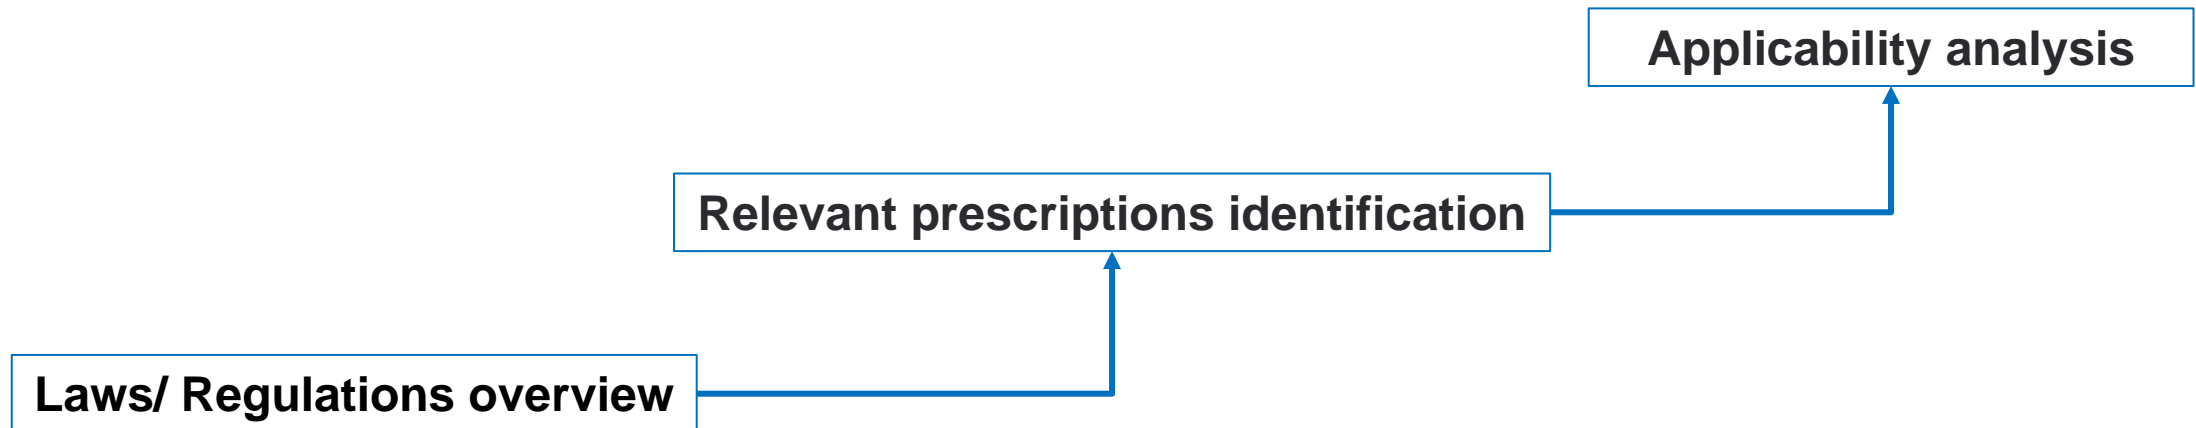 Applicability analysis
Relevant prescriptions identification
Laws/ Regulations overview